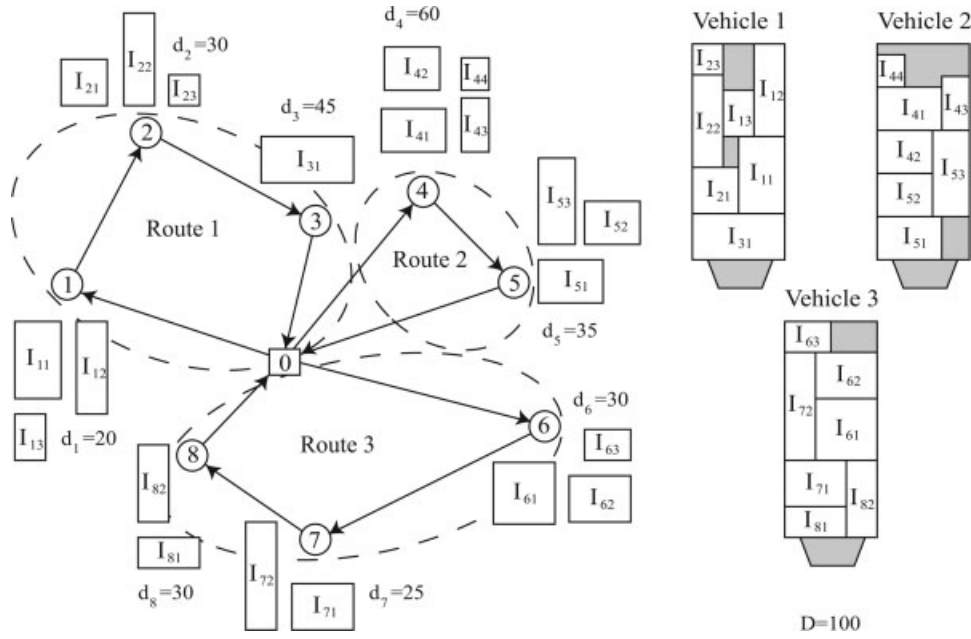 d₄=60
Vehicle 1
Vehicle 2
d₂=30
I₂₂
I₂₁
I₂₃
I₄₂
I₄₄
I₄₁
I₄₃
d₃=45
I₃₁
2
3
4
5
1
Route 1
Route 2
I₅₃
I₅₂
I₅₁
d₅=35
I₂₃
I₁₂
I₁₃
I₂₂
I₁₁
I₂₁
I₃₁
I₄₄
I₄₃
I₄₁
I₄₂
I₅₃
I₅₂
I₅₁
Vehicle 3
0
I₁₁
I₁₂
I₁₃
d₁=20
Route 3
6
d₆=30
I₆₃
I₆₁
I₆₂
8
7
I₈₂
I₈₁
d₈=30
I₇₂
I₇₁
d₇=25
I₆₃
I₆₂
I₇₂
I₆₁
I₇₁
I₈₂
I₈₁
D=100